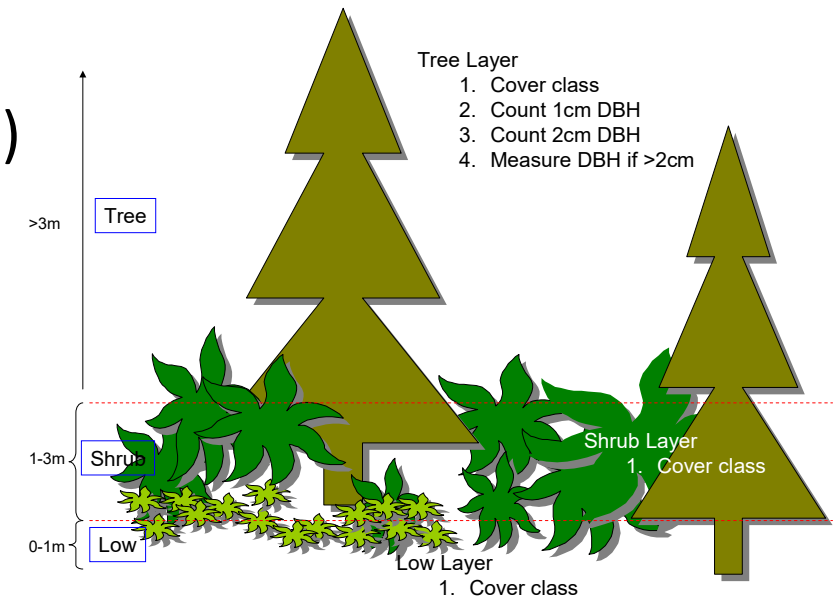 Tree Layer
1. Cover class
2. Count 1cm DBH
3. Count 2cm DBH
4. Measure DBH if >2cm
)
Tree
>3m
Shrub Layer
1. Cover class
1-3m
Shrub
0-1m
Low
Low Layer
1. Cover class